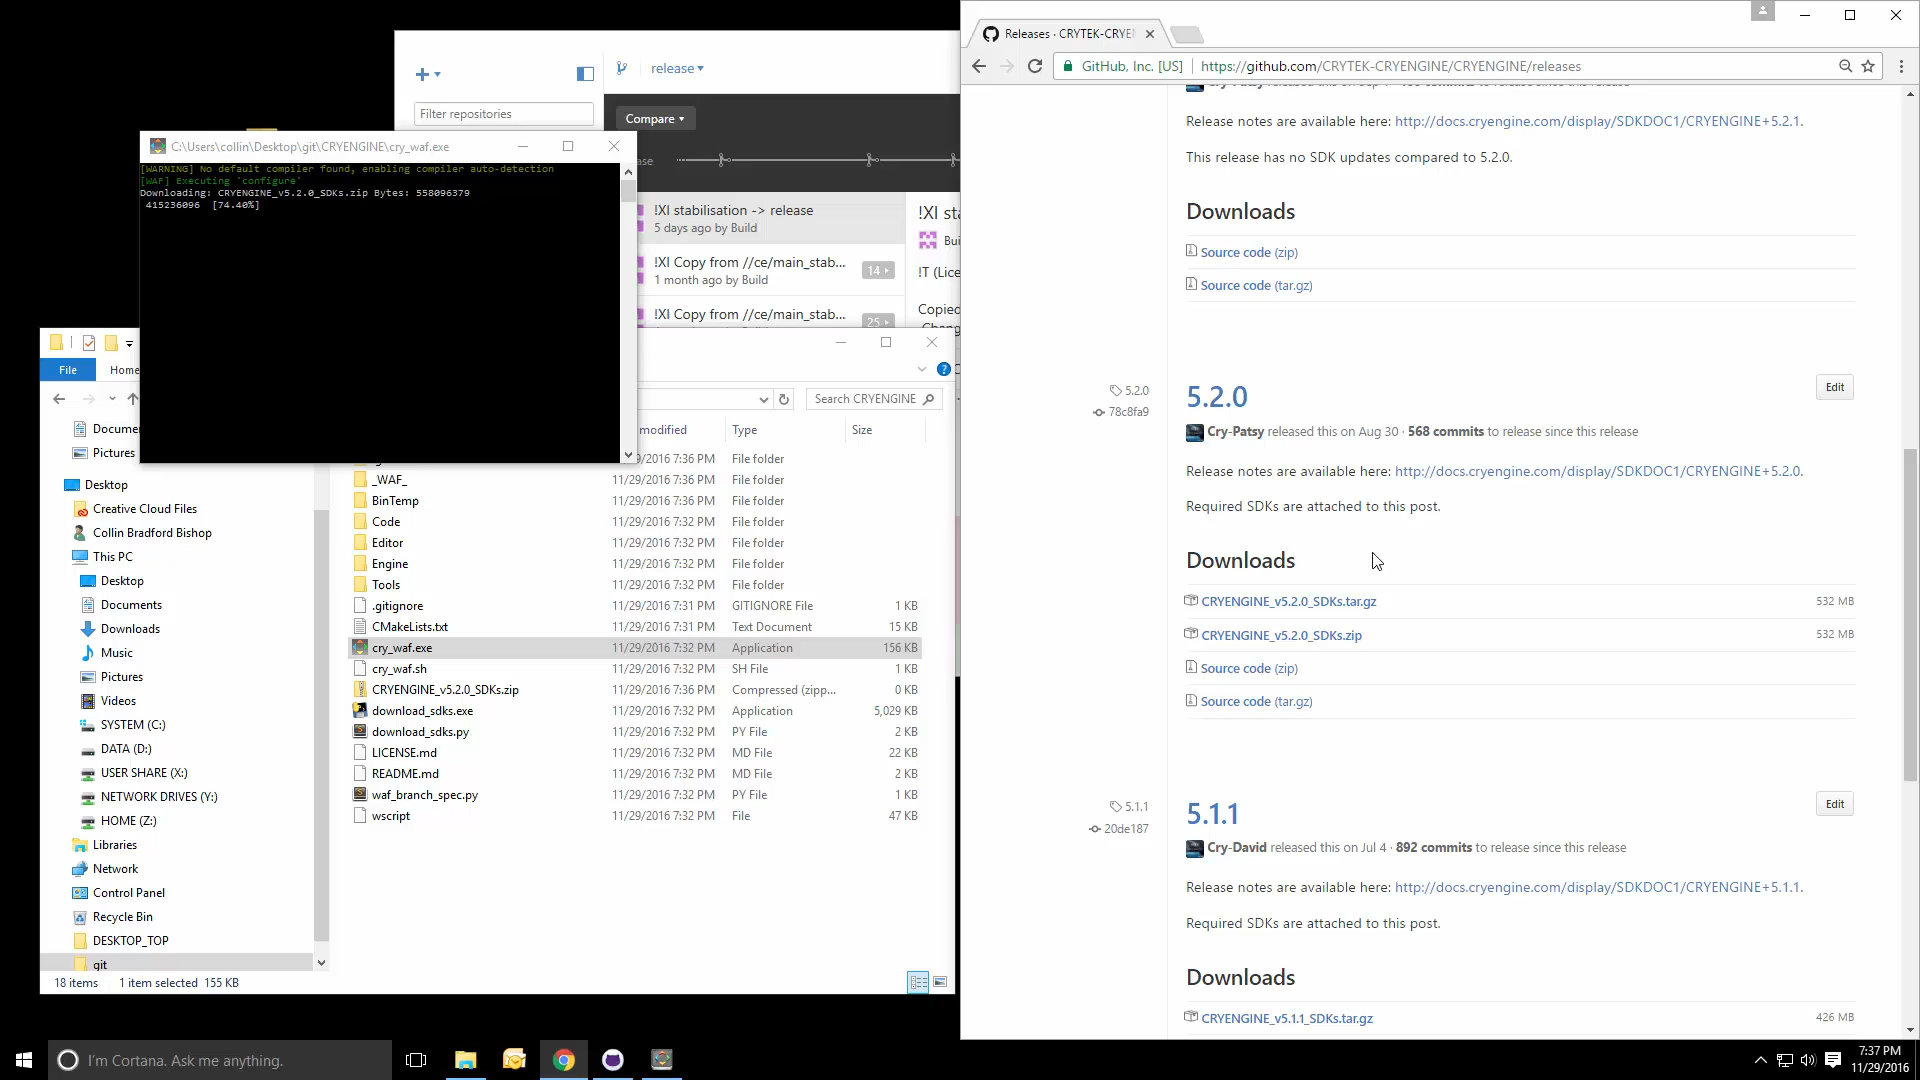 release
Filter repositories
Compare
ase
!XI stabilisation -> release
5 days ago by Build
!XI Copy from //ce/main_stab...
14
1 month ago by Build
!XI Copy from //ce/main_stab...
25
!XI sta
Bui
!T (Lice
Copied
C:\Users\collin\Desktop\git\CRYENGINE\cry_waf.exe
[WARNING] No default compiler found, enabling compiler auto-detection
[WAF] Executing 'configure'
Downloading: CRYENGINE_v5.2.0_SDKs.zip Bytes: 558096379
415236096 [74.40%]
File
Home
Search CRYENGINE
modified
Type
Size
Docume
Pictures
Desktop
Creative Cloud Files
Collin Bradford Bishop
This PC
Desktop
Documents
Downloads
Music
Pictures
Videos
SYSTEM (C:)
DATA (D:)
USER SHARE (X:)
NETWORK DRIVES (Y:)
HOME (Z:)
Libraries
Network
Control Panel
Recycle Bin
DESKTOP_TOP
git
9/2016 7:36 PM File folder
_WAF_ 11/29/2016 7:36 PM File folder
BinTemp 11/29/2016 7:36 PM File folder
Code 11/29/2016 7:32 PM File folder
Editor 11/29/2016 7:32 PM File folder
Engine 11/29/2016 7:32 PM File folder
Tools 11/29/2016 7:32 PM File folder
.gitignore 11/29/2016 7:31 PM GITIGNORE File 1 KB
CMakeLists.txt 11/29/2016 7:31 PM Text Document 15 KB
cry_waf.exe 11/29/2016 7:32 PM Application 156 KB
cry_waf.sh 11/29/2016 7:32 PM SH File 1 KB
CRYENGINE_v5.2.0_SDKs.zip 11/29/2016 7:36 PM Compressed (zipp... 0 KB
download_sdks.exe 11/29/2016 7:32 PM Application 5,029 KB
download_sdks.py 11/29/2016 7:32 PM PY File 2 KB
LICENSE.md 11/29/2016 7:32 PM MD File 22 KB
README.md 11/29/2016 7:32 PM MD File 2 KB
waf_branch_spec.py 11/29/2016 7:32 PM PY File 1 KB
wscript 11/29/2016 7:32 PM File 47 KB
18 items 1 item selected 155 KB
Releases · CRYTEK-CRYE
GitHub, Inc. [US] https://github.com/CRYTEK-CRYENGINE/CRYENGINE/releases
Release notes are available here: http://docs.cryengine.com/display/SDKDOC1/CRYENGINE+5.2.1.
This release has no SDK updates compared to 5.2.0.
Downloads
Source code (zip)
Source code (tar.gz)
5.2.0
78c8fa9
5.2.0
Edit
Cry-Patsy released this on Aug 30 · 568 commits to release since this release
Release notes are available here: http://docs.cryengine.com/display/SDKDOC1/CRYENGINE+5.2.0.
Required SDKs are attached to this post.
Downloads
CRYENGINE_v5.2.0_SDKs.tar.gz 532 MB
CRYENGINE_v5.2.0_SDKs.zip 532 MB
Source code (zip)
Source code (tar.gz)
5.1.1
20de187
5.1.1
Edit
Cry-David released this on Jul 4 · 892 commits to release since this release
Release notes are available here: http://docs.cryengine.com/display/SDKDOC1/CRYENGINE+5.1.1.
Required SDKs are attached to this post.
Downloads
CRYENGINE_v5.1.1_SDKs.tar.gz 426 MB
I'm Cortana. Ask me anything.
7:37 PM
11/29/2016